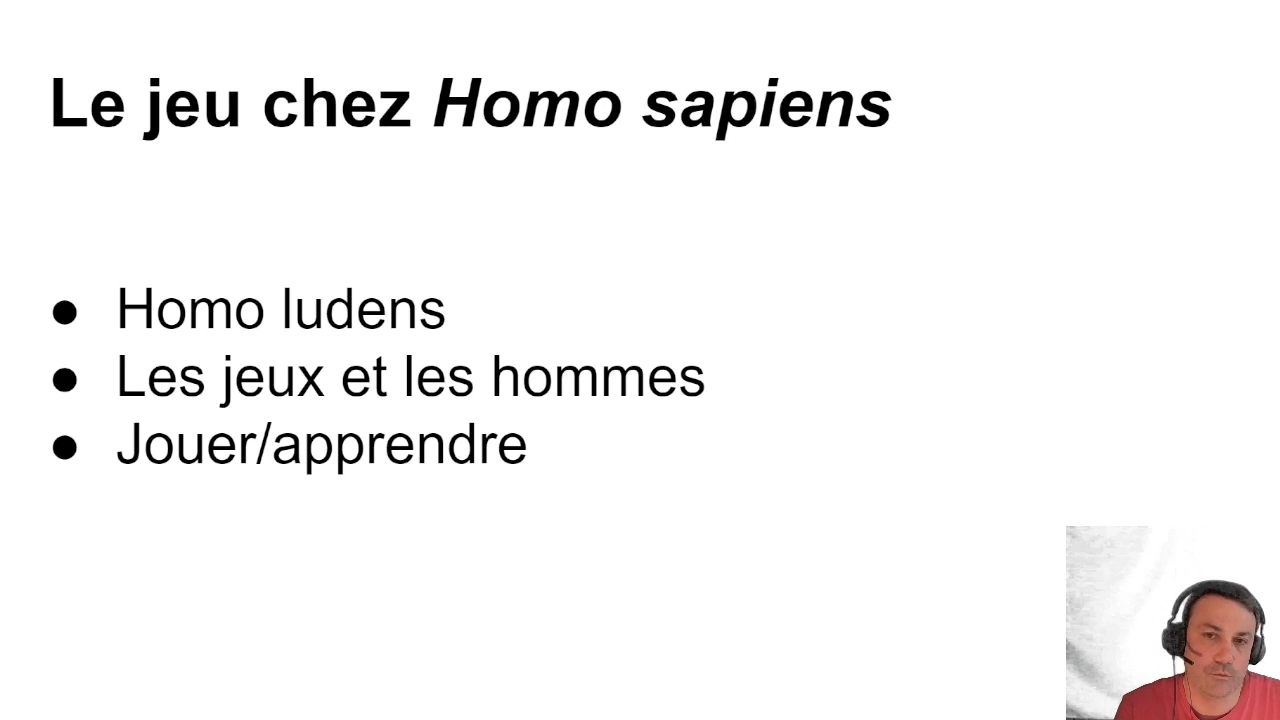 Le jeu chez Homo sapiens
● Homo ludens
● Les jeux et les hommes
● Jouer/apprendre